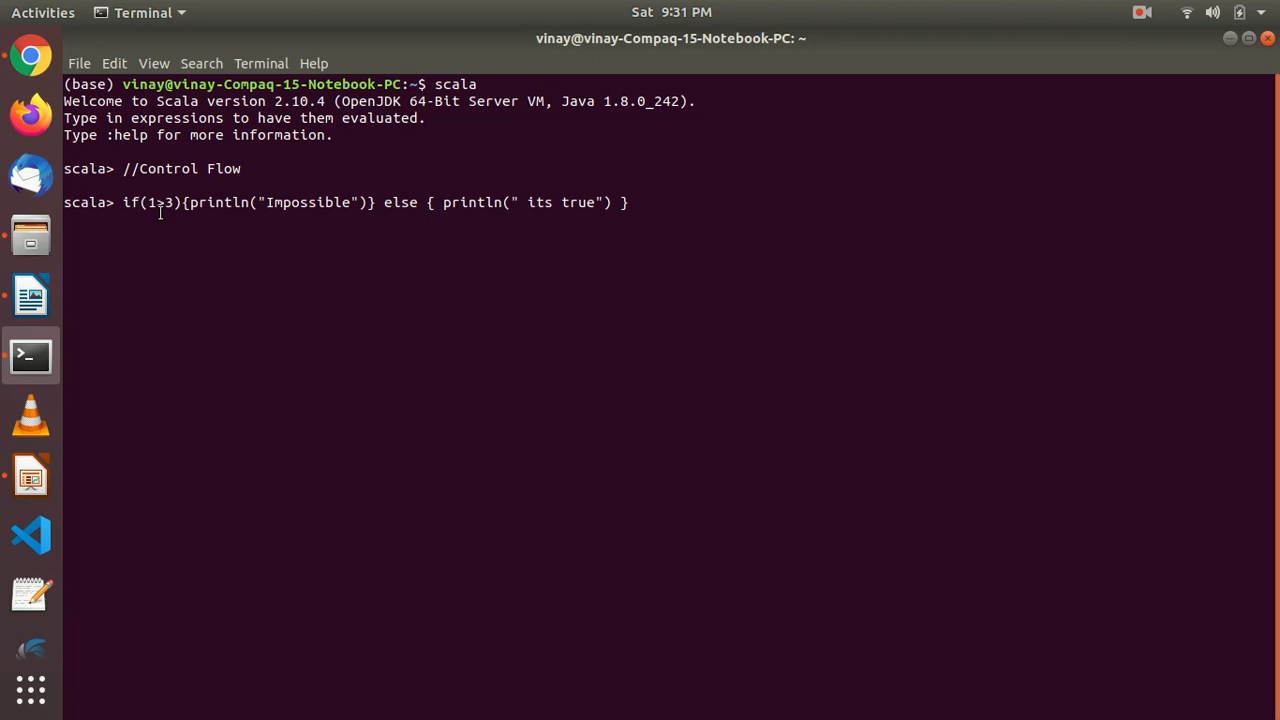 Activities Terminal Sat 9:31 PM
vinay@vinay-Compaq-15-Notebook-PC: ~
File Edit View Search Terminal Help
(base) vinay@vinay-Compaq-15-Notebook-PC:~$ scala
Welcome to Scala version 2.10.4 (OpenJDK 64-Bit Server VM, Java 1.8.0_242).
Type in expressions to have them evaluated.
Type :help for more information.
scala> //Control Flow
scala> if(1>3){println("Impossible")} else { println(" its true") }